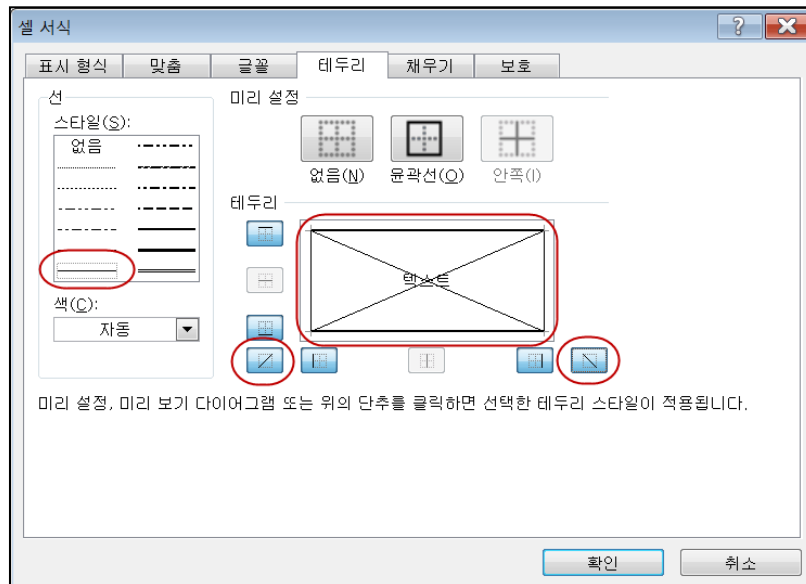 셀 서식
표시 형식 맞춤 글꼴 테두리 채우기 보호
선
스타일(S):
없음
색(C):
자동
미리 설정
없음(N) 윤곽선(O) 안쪽(I)
테두리
텍스트
미리 설정, 미리 보기 다이어그램 또는 위의 단추를 클릭하면 선택한 테두리 스타일이 적용됩니다.
확인 취소